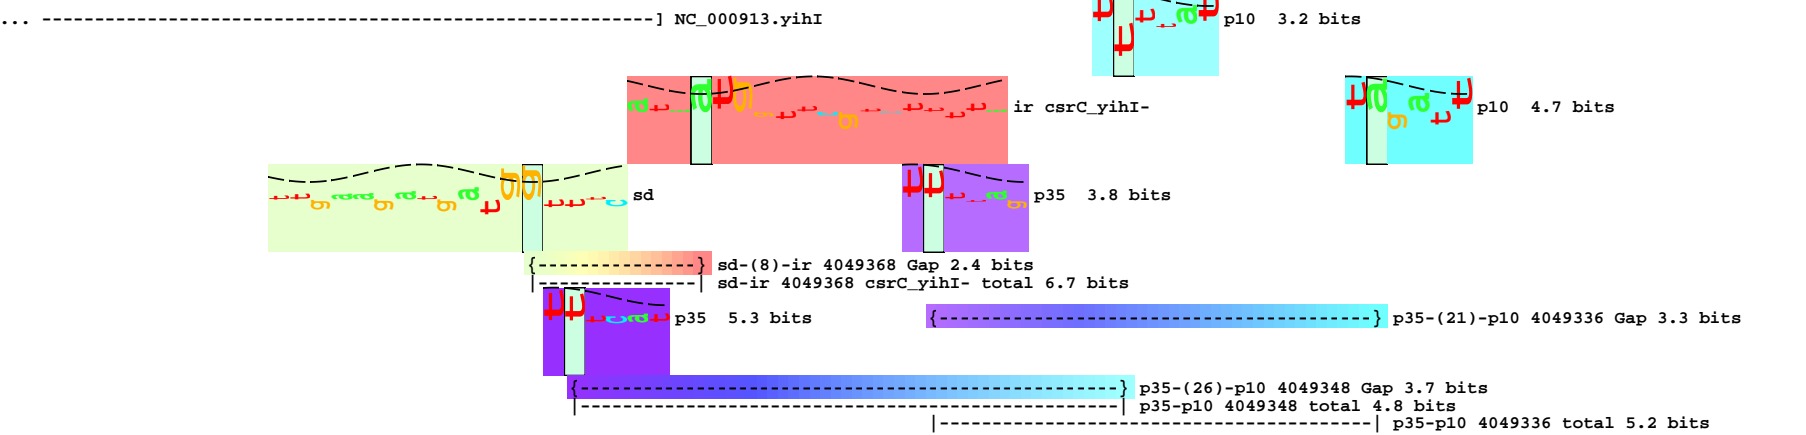 ... ----------------------------------------------------------] NC_000913.yihI
p10 3.2 bits
ir csrC_yihI-
p10 4.7 bits
sd
p35 3.8 bits
{---------------} sd-(8)-ir 4049368 Gap 2.4 bits
|---------------| sd-ir 4049368 csrC_yihI- total 6.7 bits
p35 5.3 bits
{------------------------------------------} p35-(21)-p10 4049336 Gap 3.3 bits
{----------------------------------------------------} p35-(26)-p10 4049348 Gap 3.7 bits
|----------------------------------------------------| p35-p10 4049348 total 4.8 bits
|------------------------------------------| p35-p10 4049336 total 5.2 bits